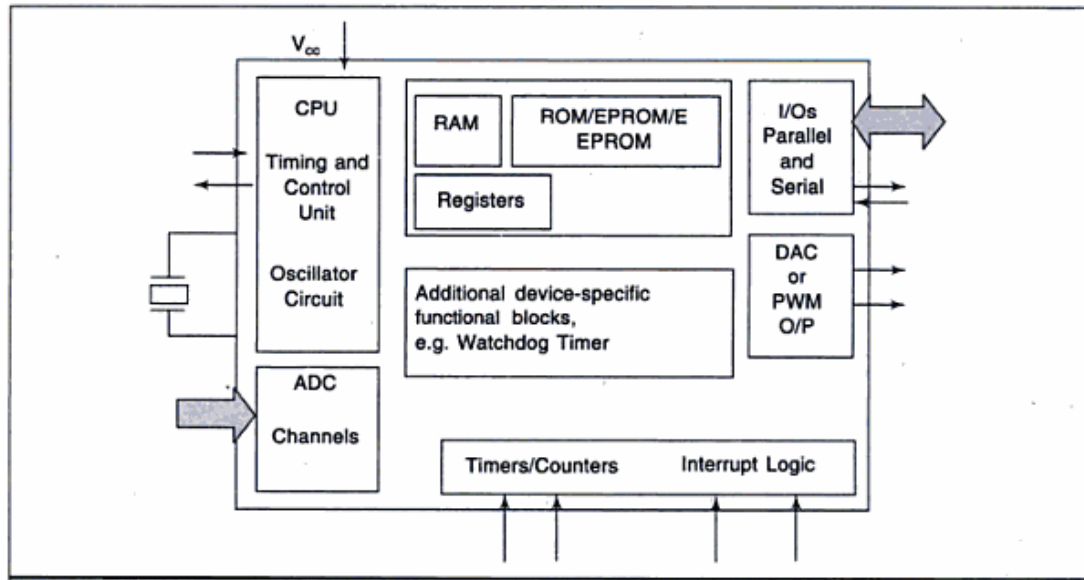 V_cc
CPU
Timing and
Control
Unit
Oscillator
Circuit
ADC
Channels
RAM
ROM/EPROM/E
EPROM
Registers
Additional device-specific
functional blocks,
e.g. Watchdog Timer
Timers/Counters Interrupt Logic
I/Os
Parallel
and
Serial
DAC
or
PWM
O/P